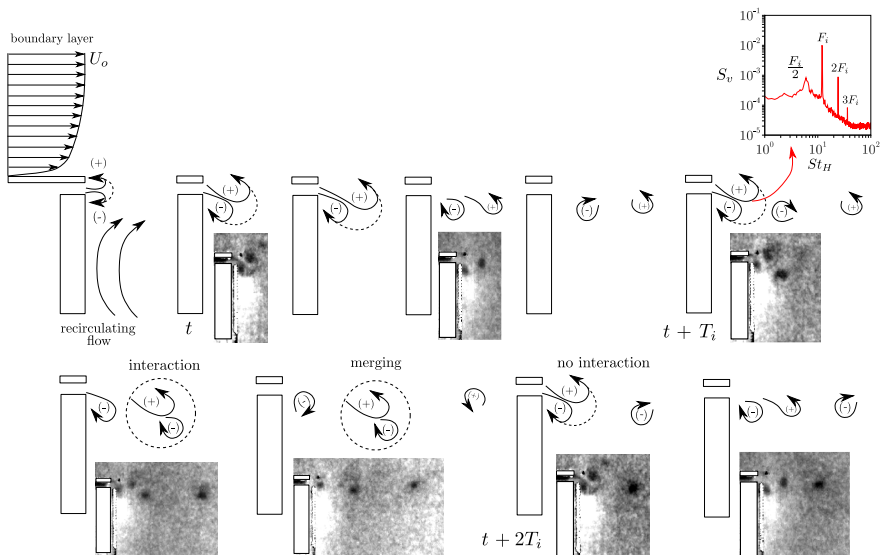 boundary layer
U_o
(+)
(-)
recirculating
flow
(+)
(-)
t
(+)
(-)
(-)
(+)
(-)
(+)
(+)
(-)
(-)
(+)
t + T_i
10^-1
10^-2
10^-3
10^-4
10^-5
S_v
F_i
F_i/2
2F_i
3F_i
10^0
10^1
10^2
St_H
interaction
(-)
(+)
(-)
merging
(-)
(+)
(-)
(+)
no interaction
(+)
(-)
(-)
t + 2T_i
(-)
(+)
(-)